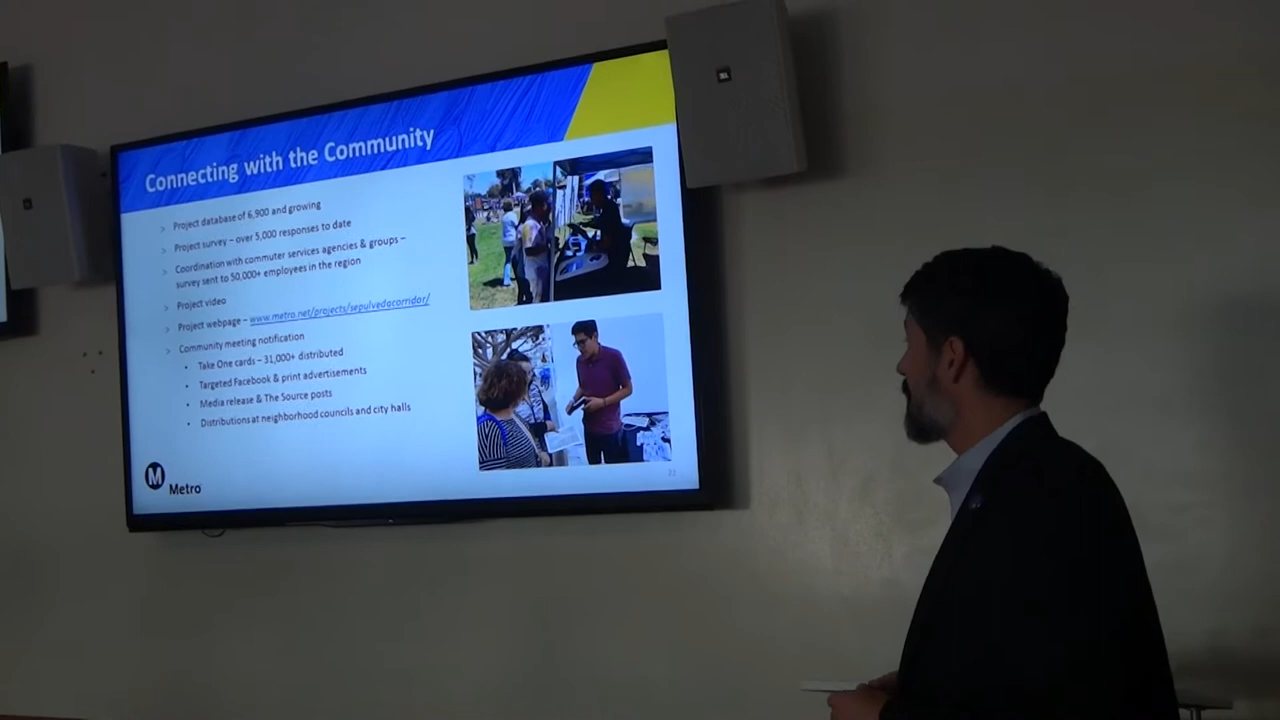 Connecting with the Community
Project database of 6,900 and growing
Project survey – over 5,000 responses to date
Coordination with commuter services agencies & groups –
survey sent to 50,000+ employees in the region
Project video
Project webpage – www.metro.net/projects/sepulvedacorridor/
Community meeting notification
Take One cards – 31,000+ distributed
Targeted Facebook & print advertisements
Media release & The Source posts
Distributions at neighborhood councils and city halls
M Metro
JBL